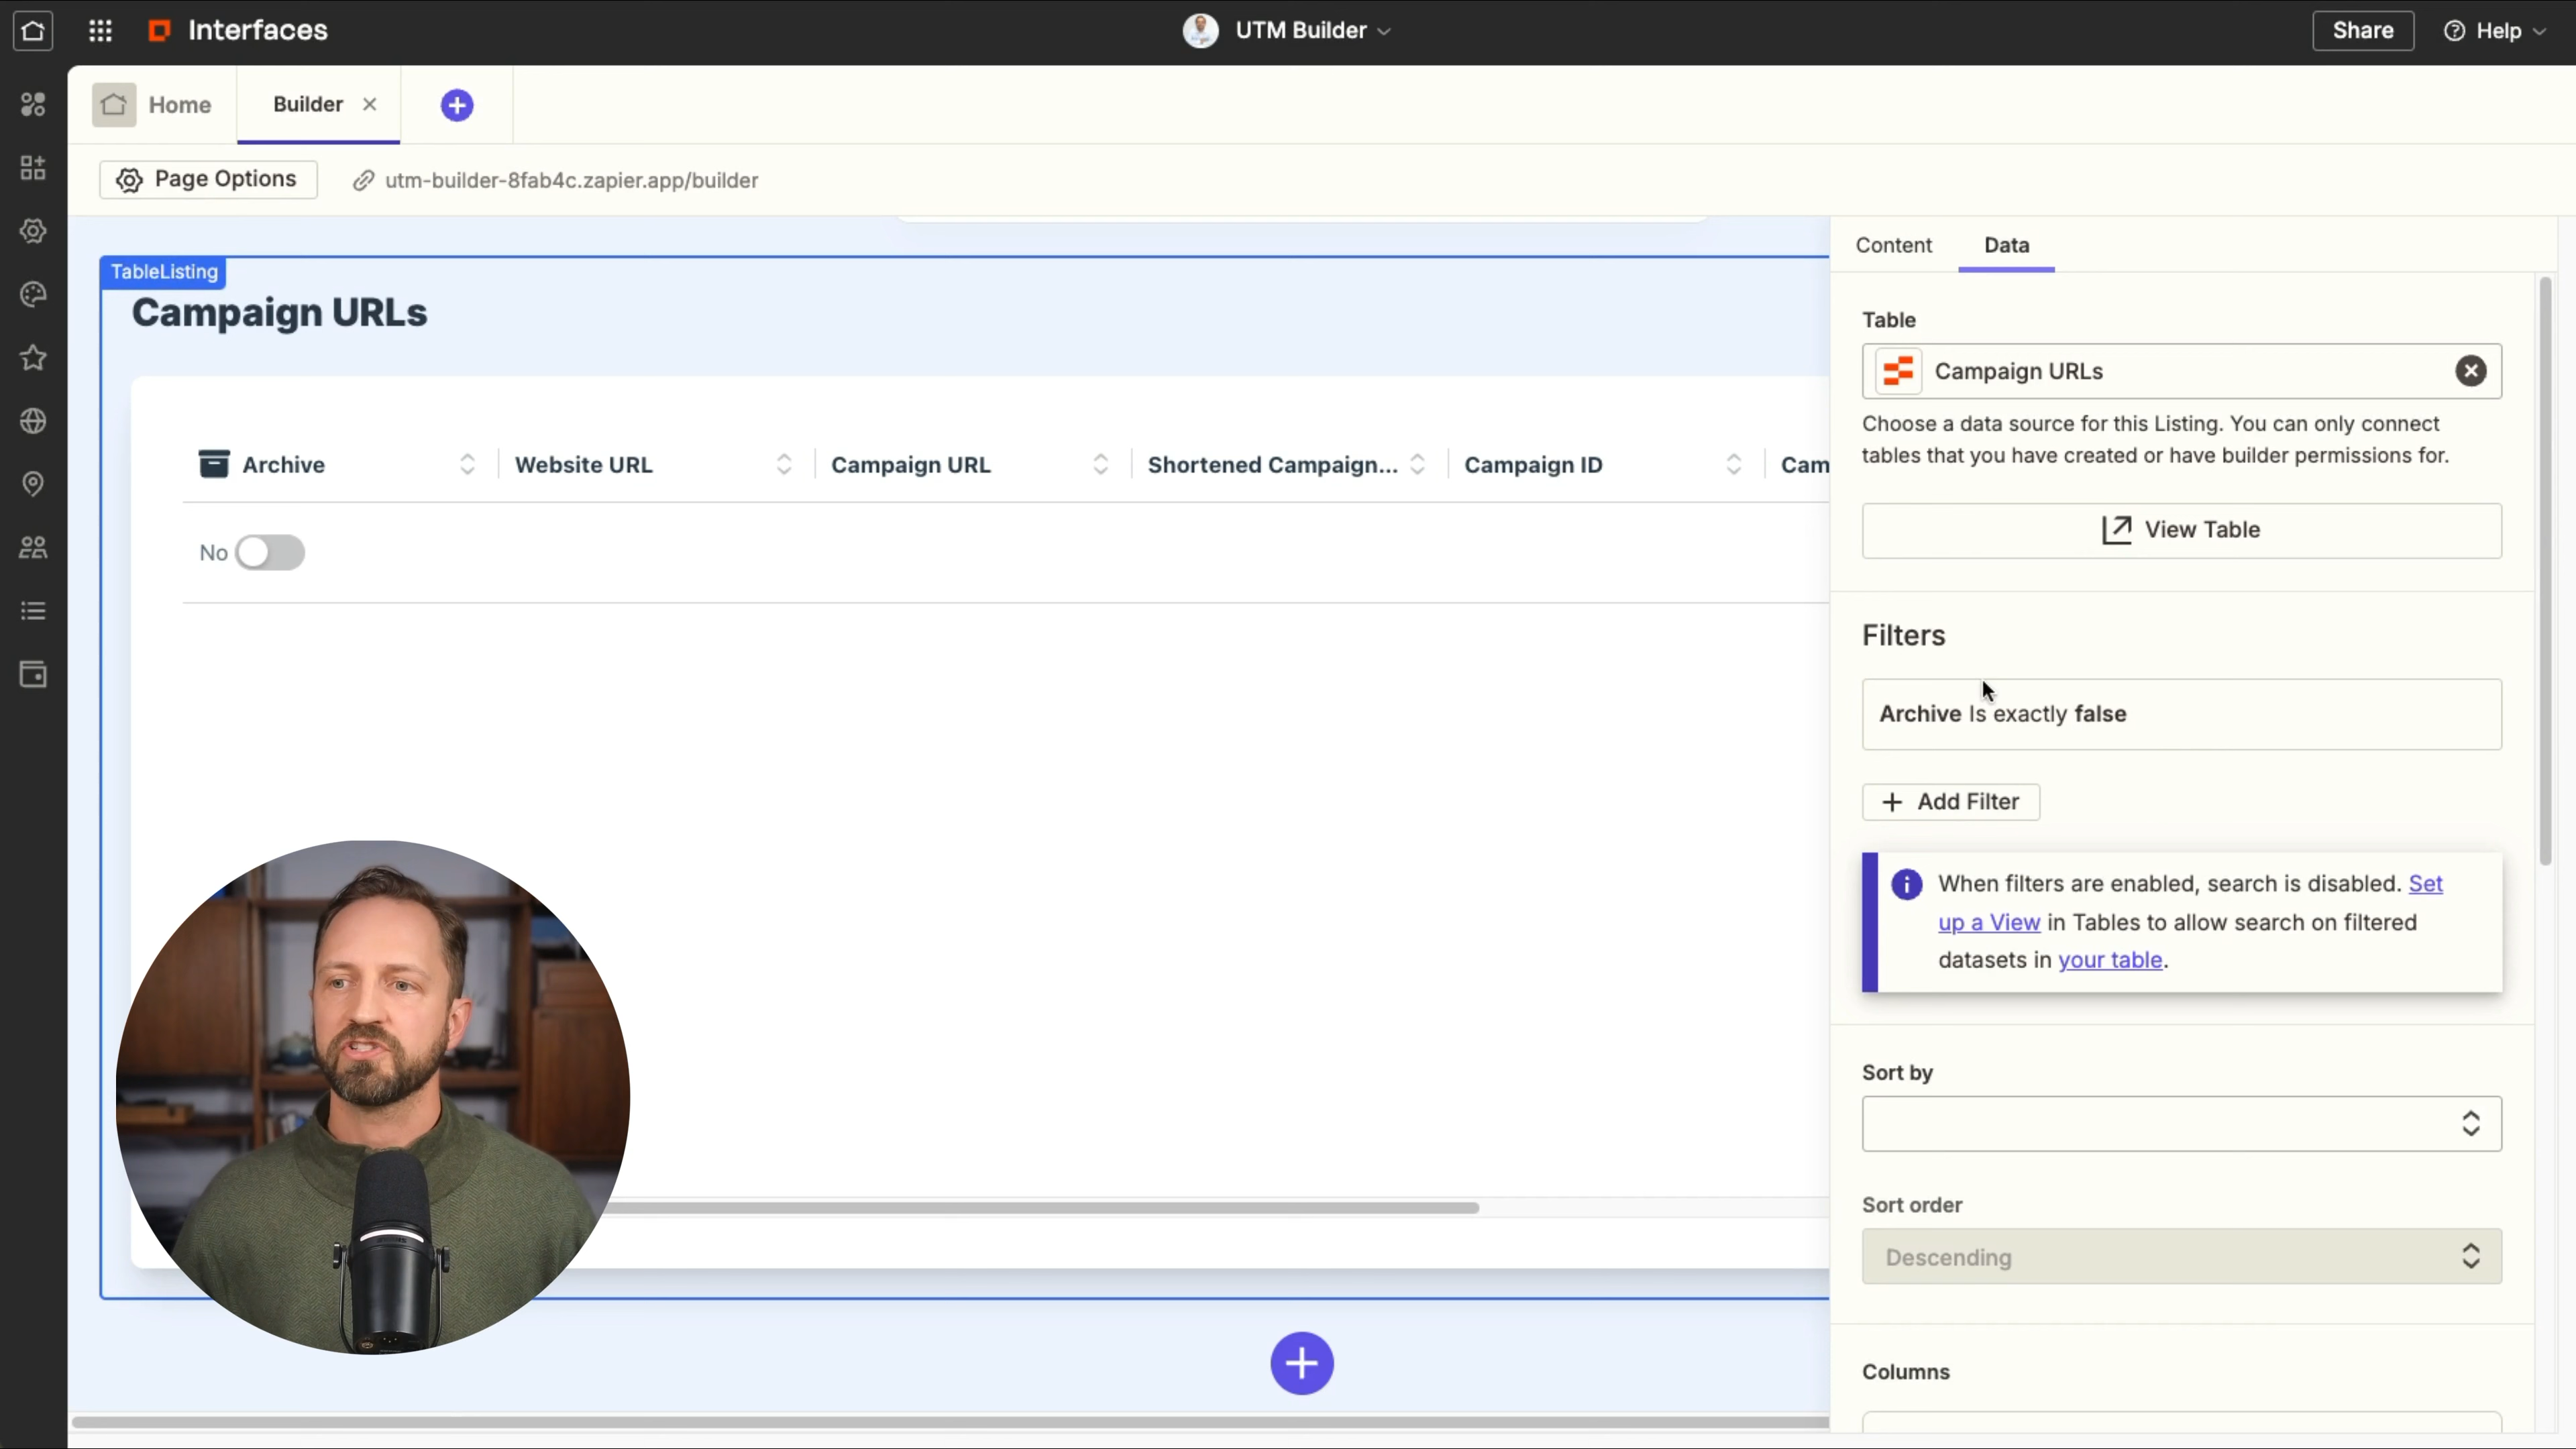 Interfaces
UTM Builder
Share
Help
Home
Builder
Page Options
utm-builder-8fab4c.zapier.app/builder
TableListing
Campaign URLs
Archive
Website URL
Campaign URL
Shortened Campaign...
Campaign ID
Cam
No
Content
Data
Table
Campaign URLs
Choose a data source for this Listing. You can only connect
tables that you have created or have builder permissions for.
View Table
Filters
Archive Is exactly false
Add Filter
When filters are enabled, search is disabled. Set
up a View in Tables to allow search on filtered
datasets in your table.
Sort by
Sort order
Descending
Columns